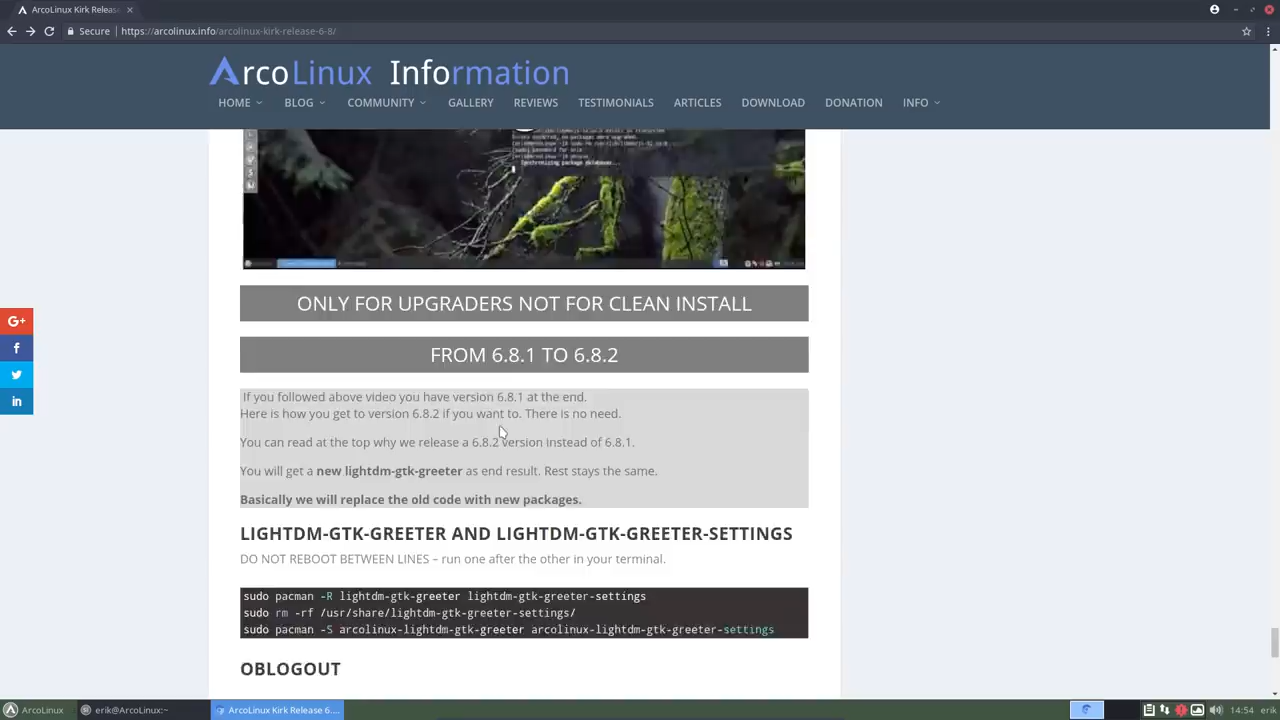 ArcoLinux Kirk Release
Secure
https://arcolinux.info/arcolinux-kirk-release-6-8/
ArcoLinux Information
HOME
BLOG
COMMUNITY
GALLERY
REVIEWS
TESTIMONIALS
ARTICLES
DOWNLOAD
DONATION
INFO
G+
f
in
ONLY FOR UPGRADERS NOT FOR CLEAN INSTALL
FROM 6.8.1 TO 6.8.2
If you followed above video you have version 6.8.1 at the end.
Here is how you get to version 6.8.2 if you want to. There is no need.
You can read at the top why we release a 6.8.2 version instead of 6.8.1.
You will get a new lightdm-gtk-greeter as end result. Rest stays the same.
Basically we will replace the old code with new packages.
LIGHTDM-GTK-GREETER AND LIGHTDM-GTK-GREETER-SETTINGS
DO NOT REBOOT BETWEEN LINES – run one after the other in your terminal.
sudo pacman -R lightdm-gtk-greeter lightdm-gtk-greeter-settings
sudo rm -rf /usr/share/lightdm-gtk-greeter-settings/
sudo pacman -S arcolinux-lightdm-gtk-greeter arcolinux-lightdm-gtk-greeter-settings
OBLOGOUT
ArcoLinux
erik@ArcoLinux:~
ArcoLinux Kirk Release 6....
14:54
erik